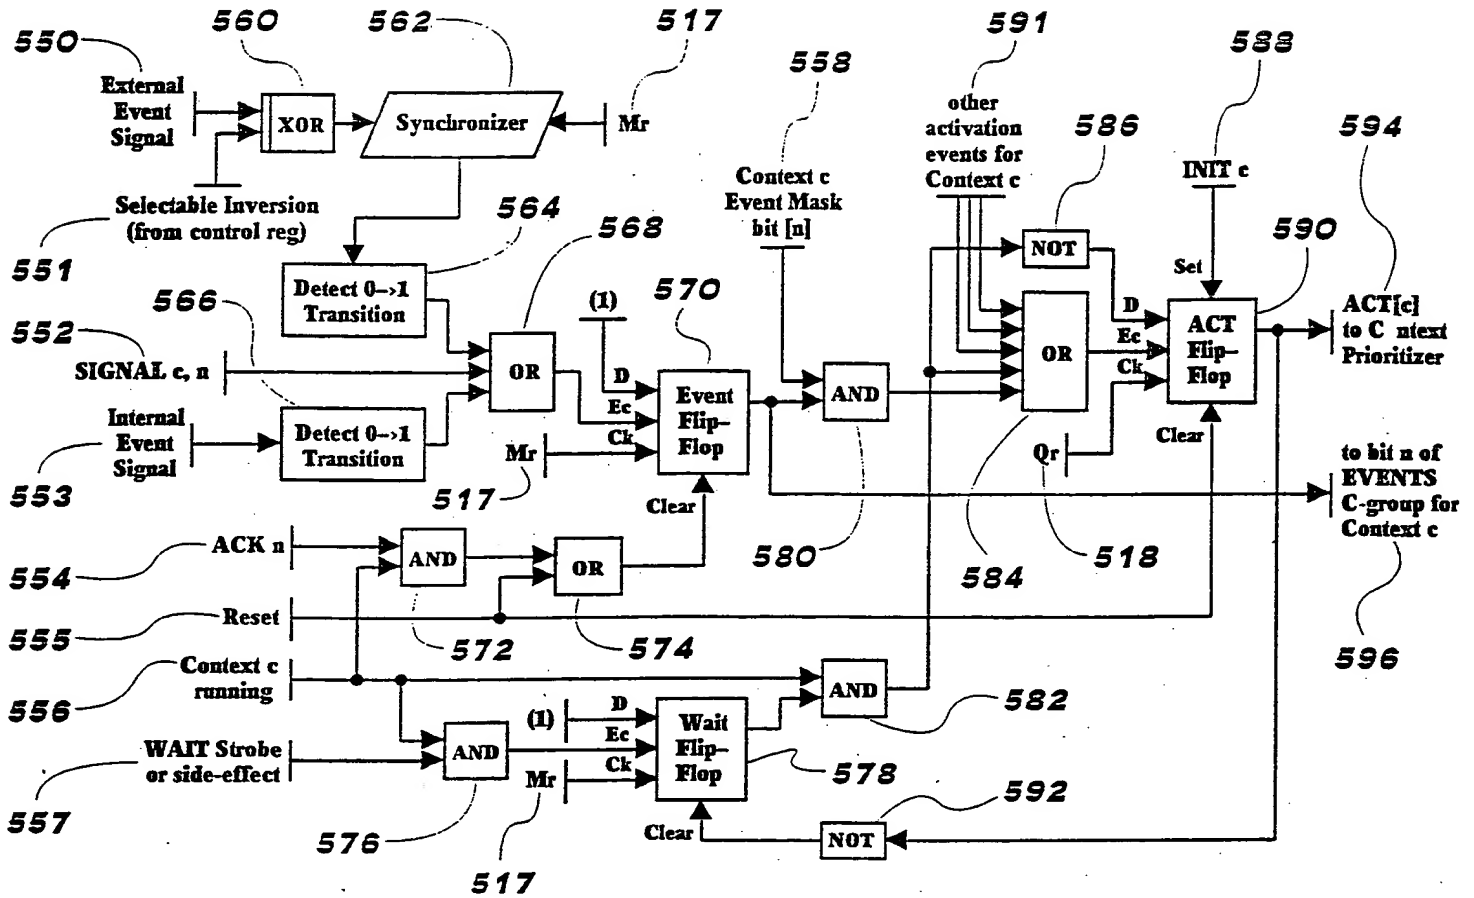 550
560
562
517
591
558
588
586
594
External
Event
Signal
XOR
Synchronizer
Mr
other
activation
events for
Context c
Context c
Event Mask
bit [n]
INIT c
Selectable Inversion
(from control reg)
551
564
568
NOT
590
Set
566
Detect 0->1
Transition
(1)
570
D
Ec
Ck
OR
ACT
Flip-
Flop
ACT[c]
to C ntext
Prioritizer
552
SIGNAL c, n
OR
D
Ec
Ck
Event
Flip-
Flop
AND
Internal
Event
Signal
Detect 0->1
Transition
Mr
Qr
Clear
553
517
Clear
580
584
518
to bit n of
EVENTS
C-group for
Context c
554
ACK n
AND
OR
555
Reset
572
574
596
556
Context c
running
AND
582
(1)
D
Ec
Ck
Wait
Flip-
Flop
557
WAIT Strobe
or side-effect
AND
Mr
578
592
576
Clear
NOT
517